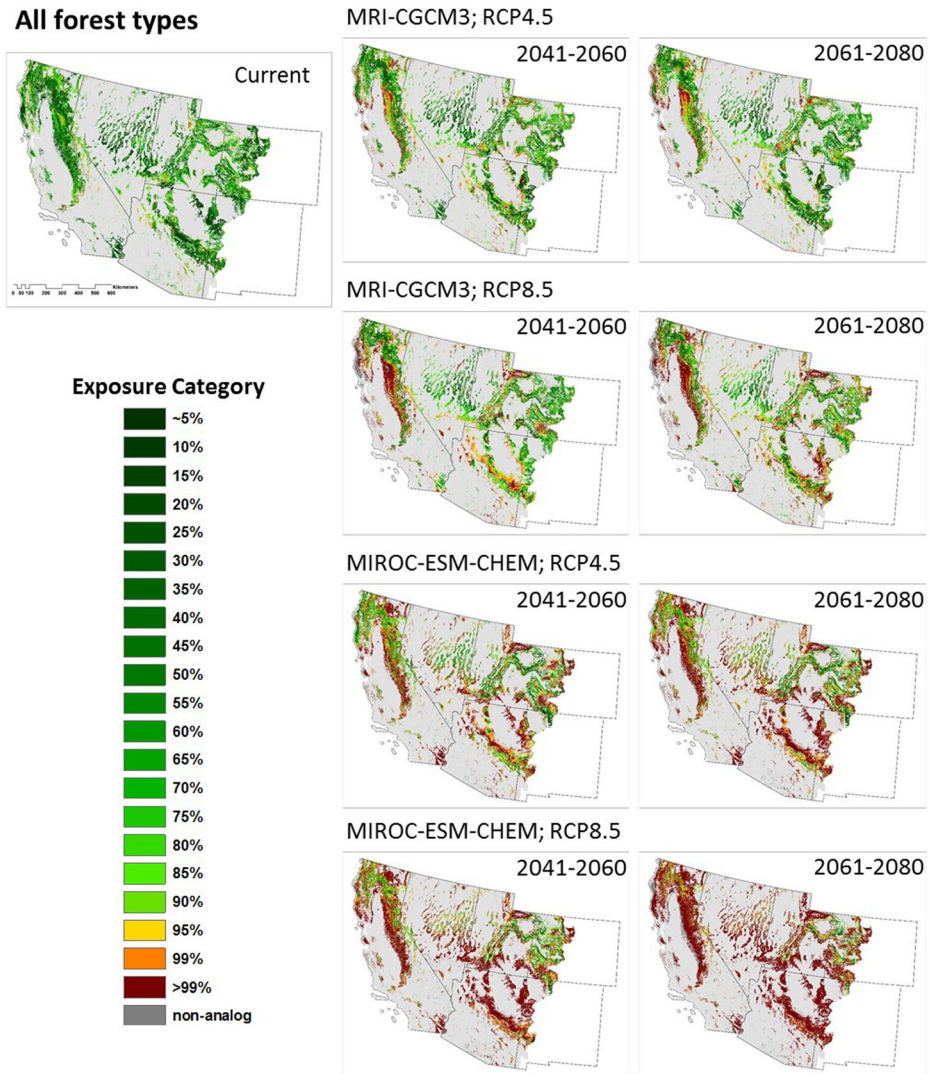 All forest types
Current
0 50 100 200 300 400 500 600
Kilometers
MRI-CGCM3; RCP4.5
2041-2060
2061-2080
MRI-CGCM3; RCP8.5
2041-2060
2061-2080
MIROC-ESM-CHEM; RCP4.5
2041-2060
2061-2080
MIROC-ESM-CHEM; RCP8.5
2041-2060
2061-2080
Exposure Category
~5%
10%
15%
20%
25%
30%
35%
40%
45%
50%
55%
60%
65%
70%
75%
80%
85%
90%
95%
99%
>99%
non-analog